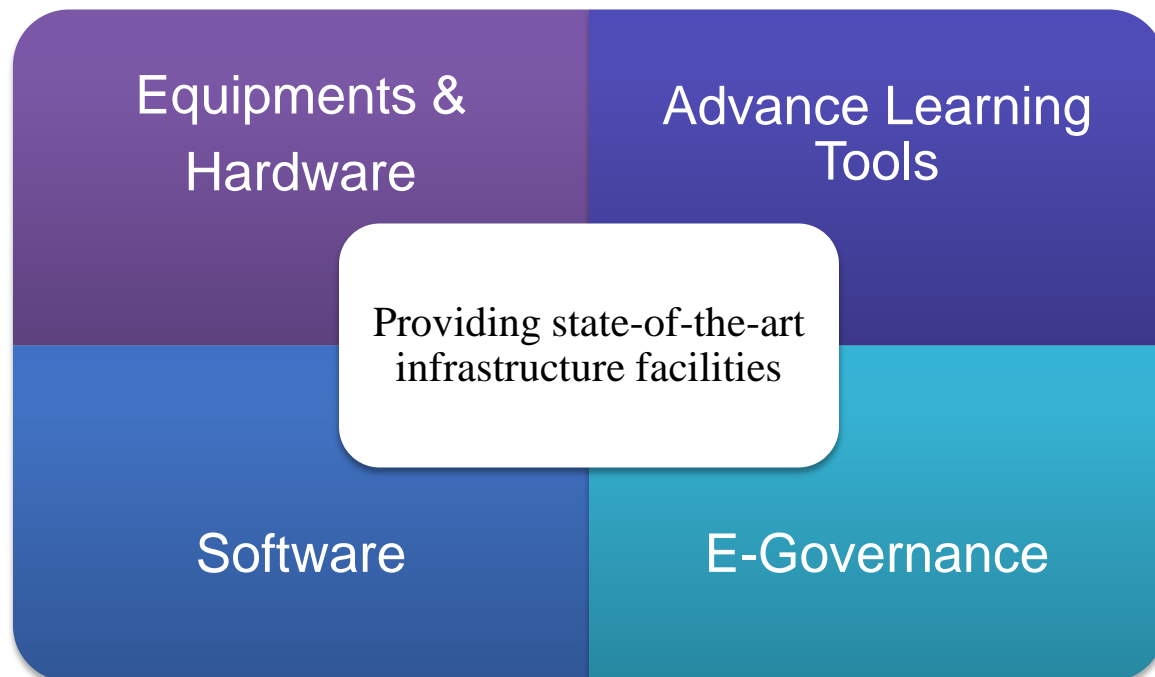 Equipments &
Hardware
Advance Learning
Tools
Providing state-of-the-art
infrastructure facilities
Software
E-Governance